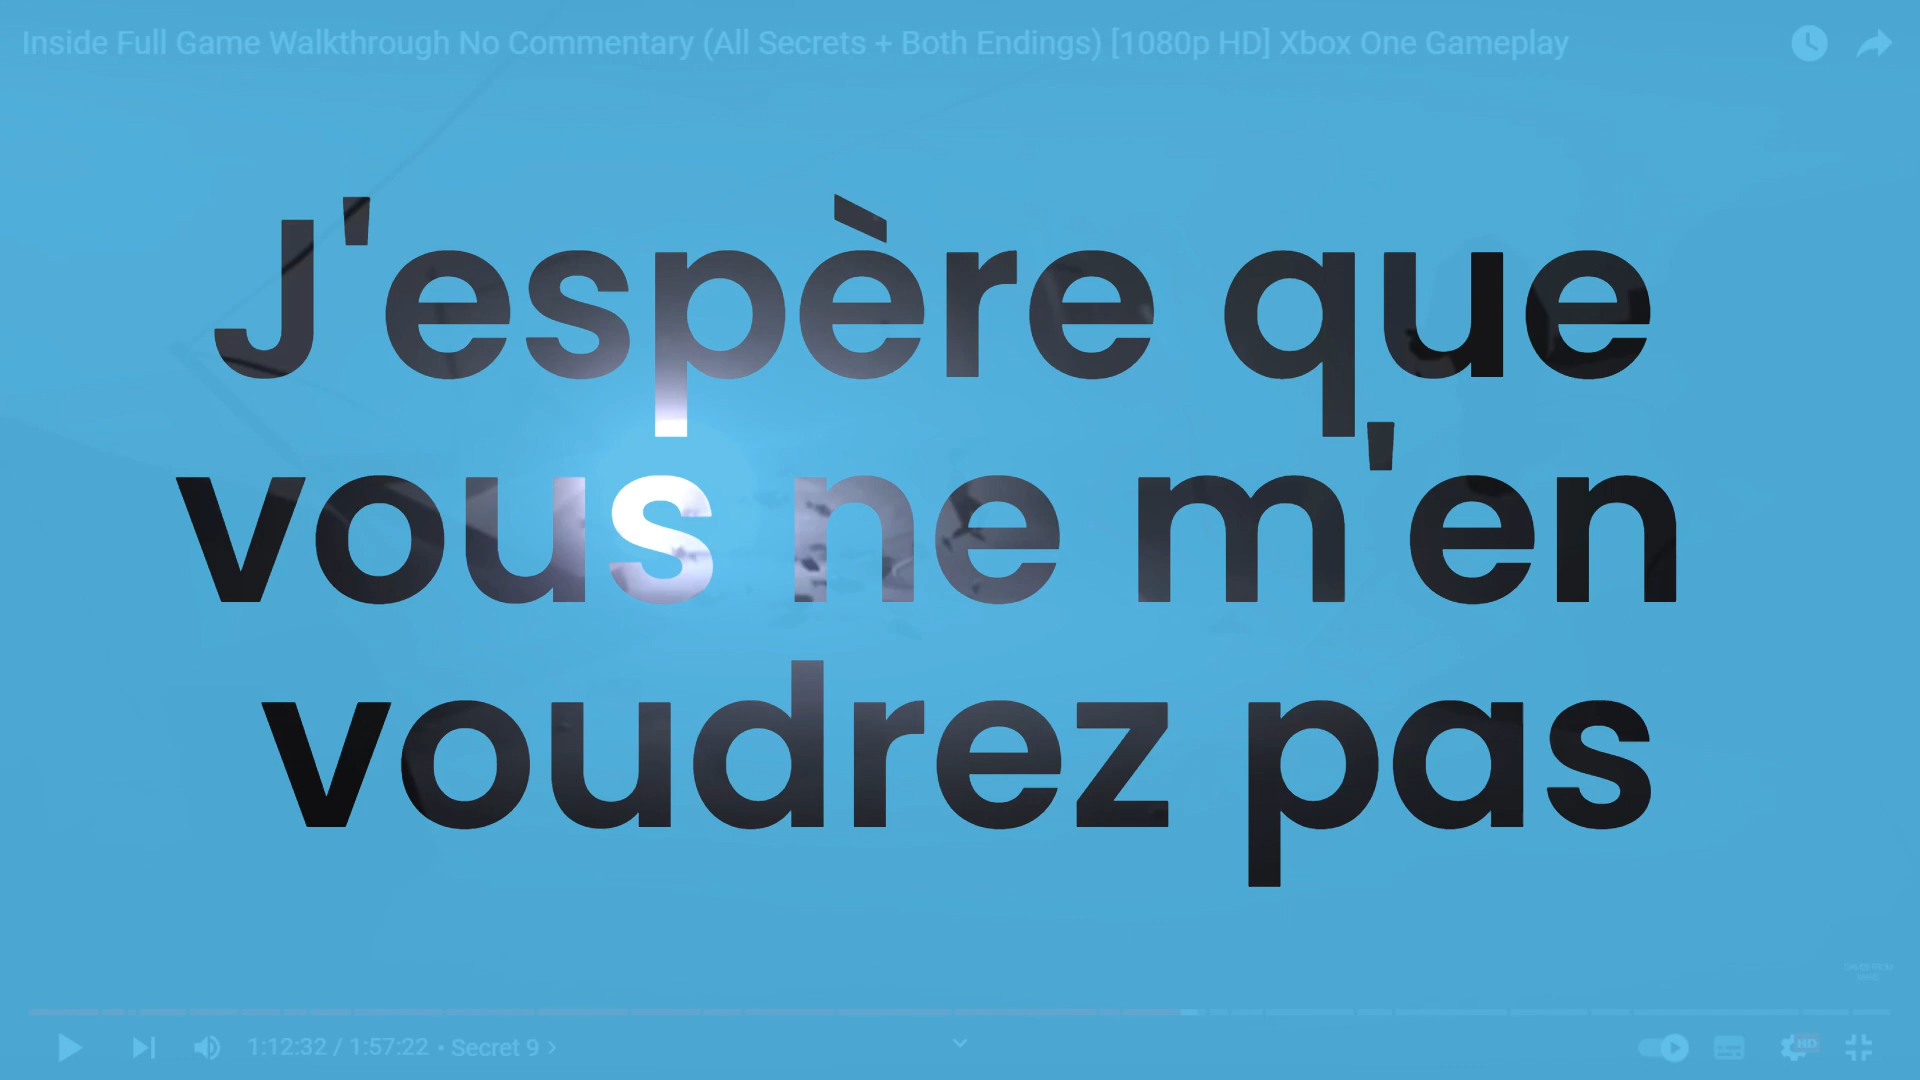 Inside Full Game Walkthrough No Commentary (All Secrets + Both Endings) [1080p HD] Xbox One Gameplay
J'espère que
vous ne m'en
voudrez pas
1:12:32 / 1:57:22 • Secret 9 >
HD